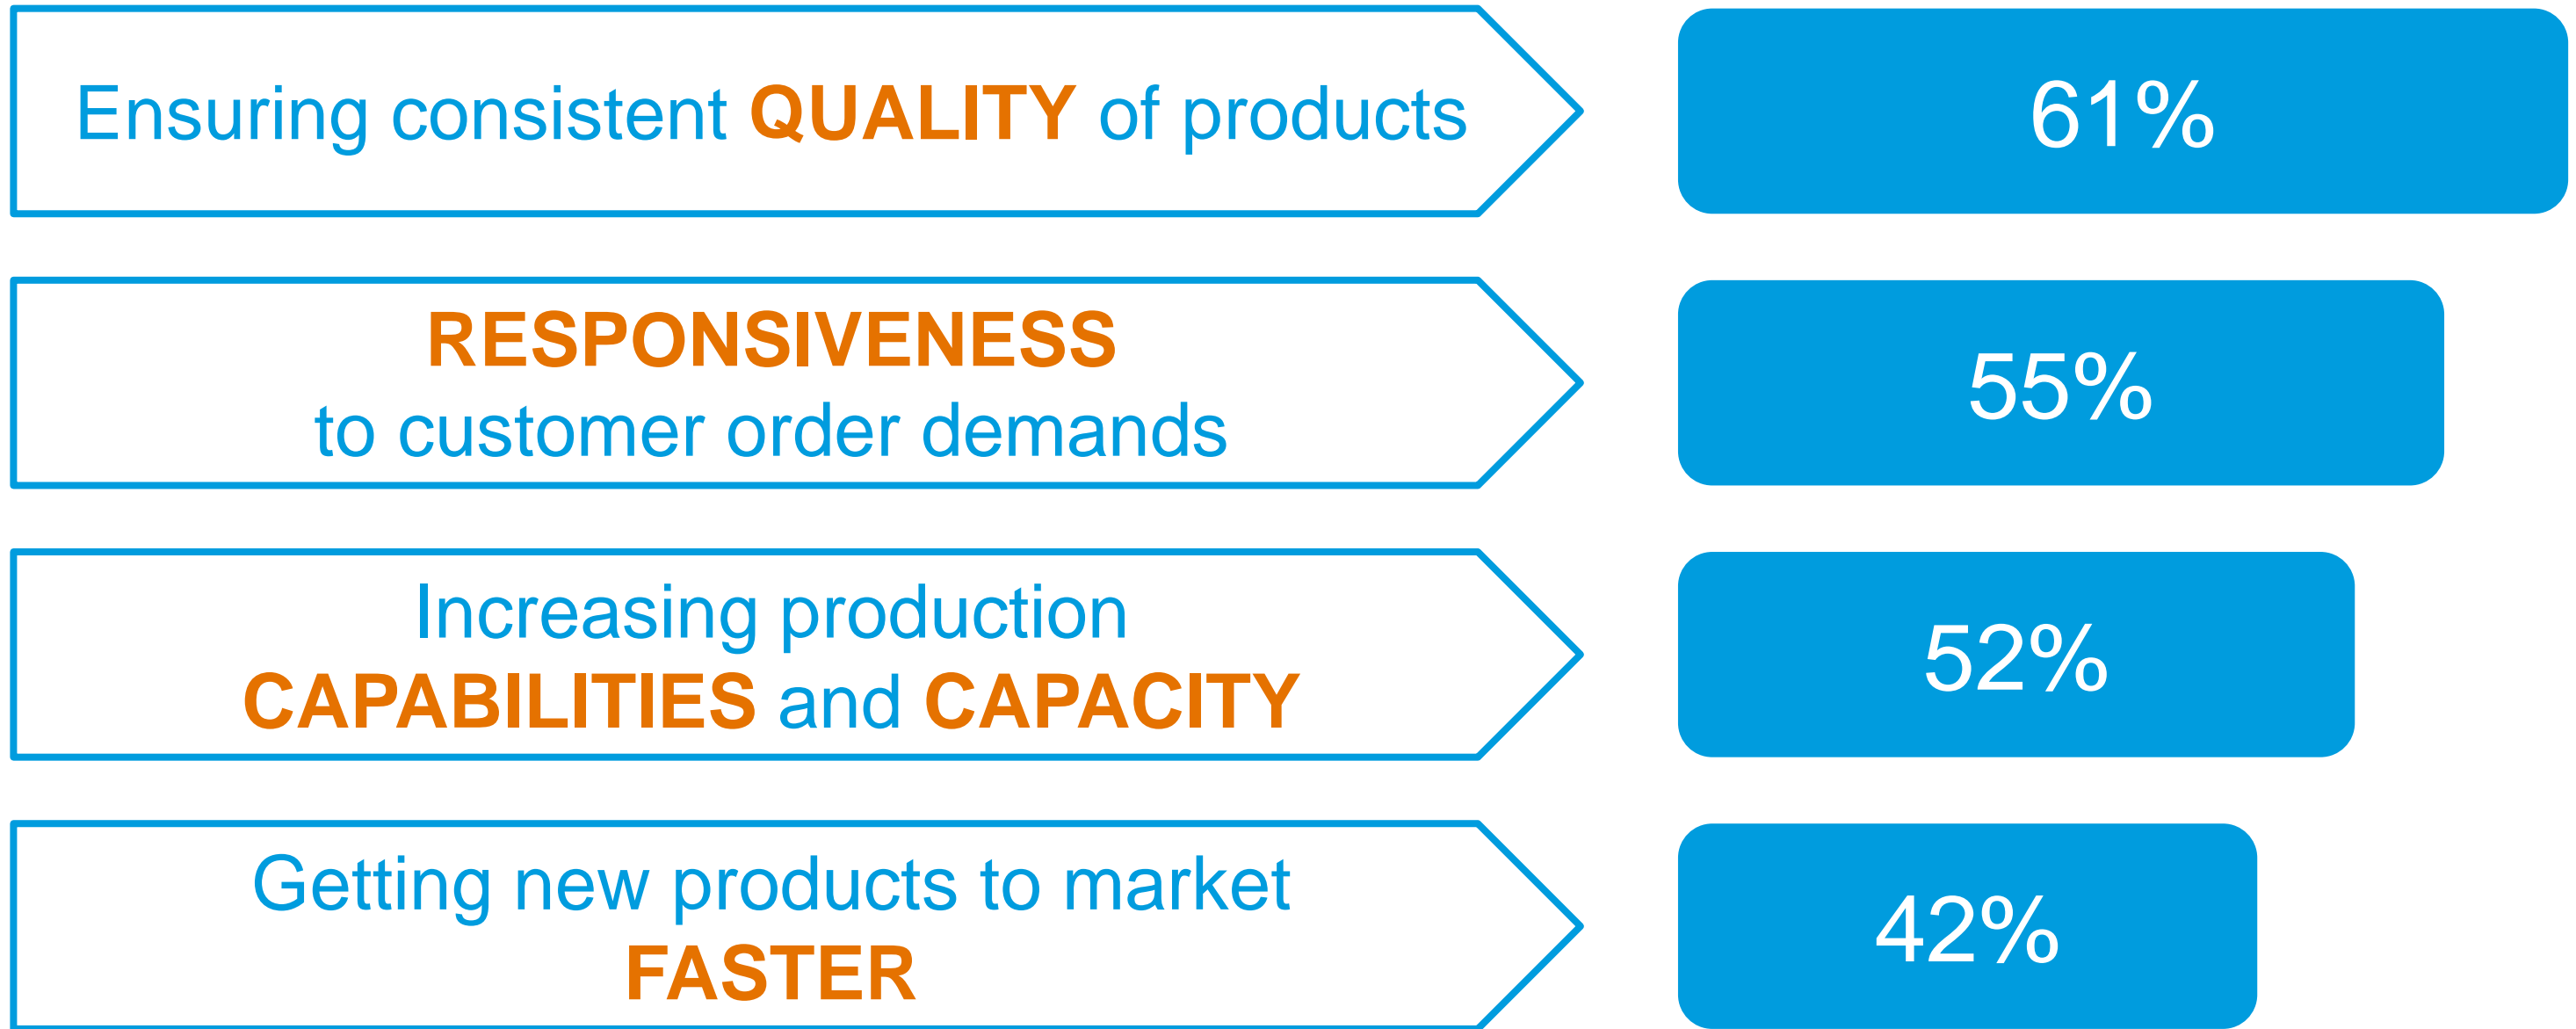 Ensuring consistent QUALITY of products
61%
RESPONSIVENESS
to customer order demands
55%
Increasing production
CAPABILITIES and CAPACITY
52%
Getting new products to market
FASTER
42%